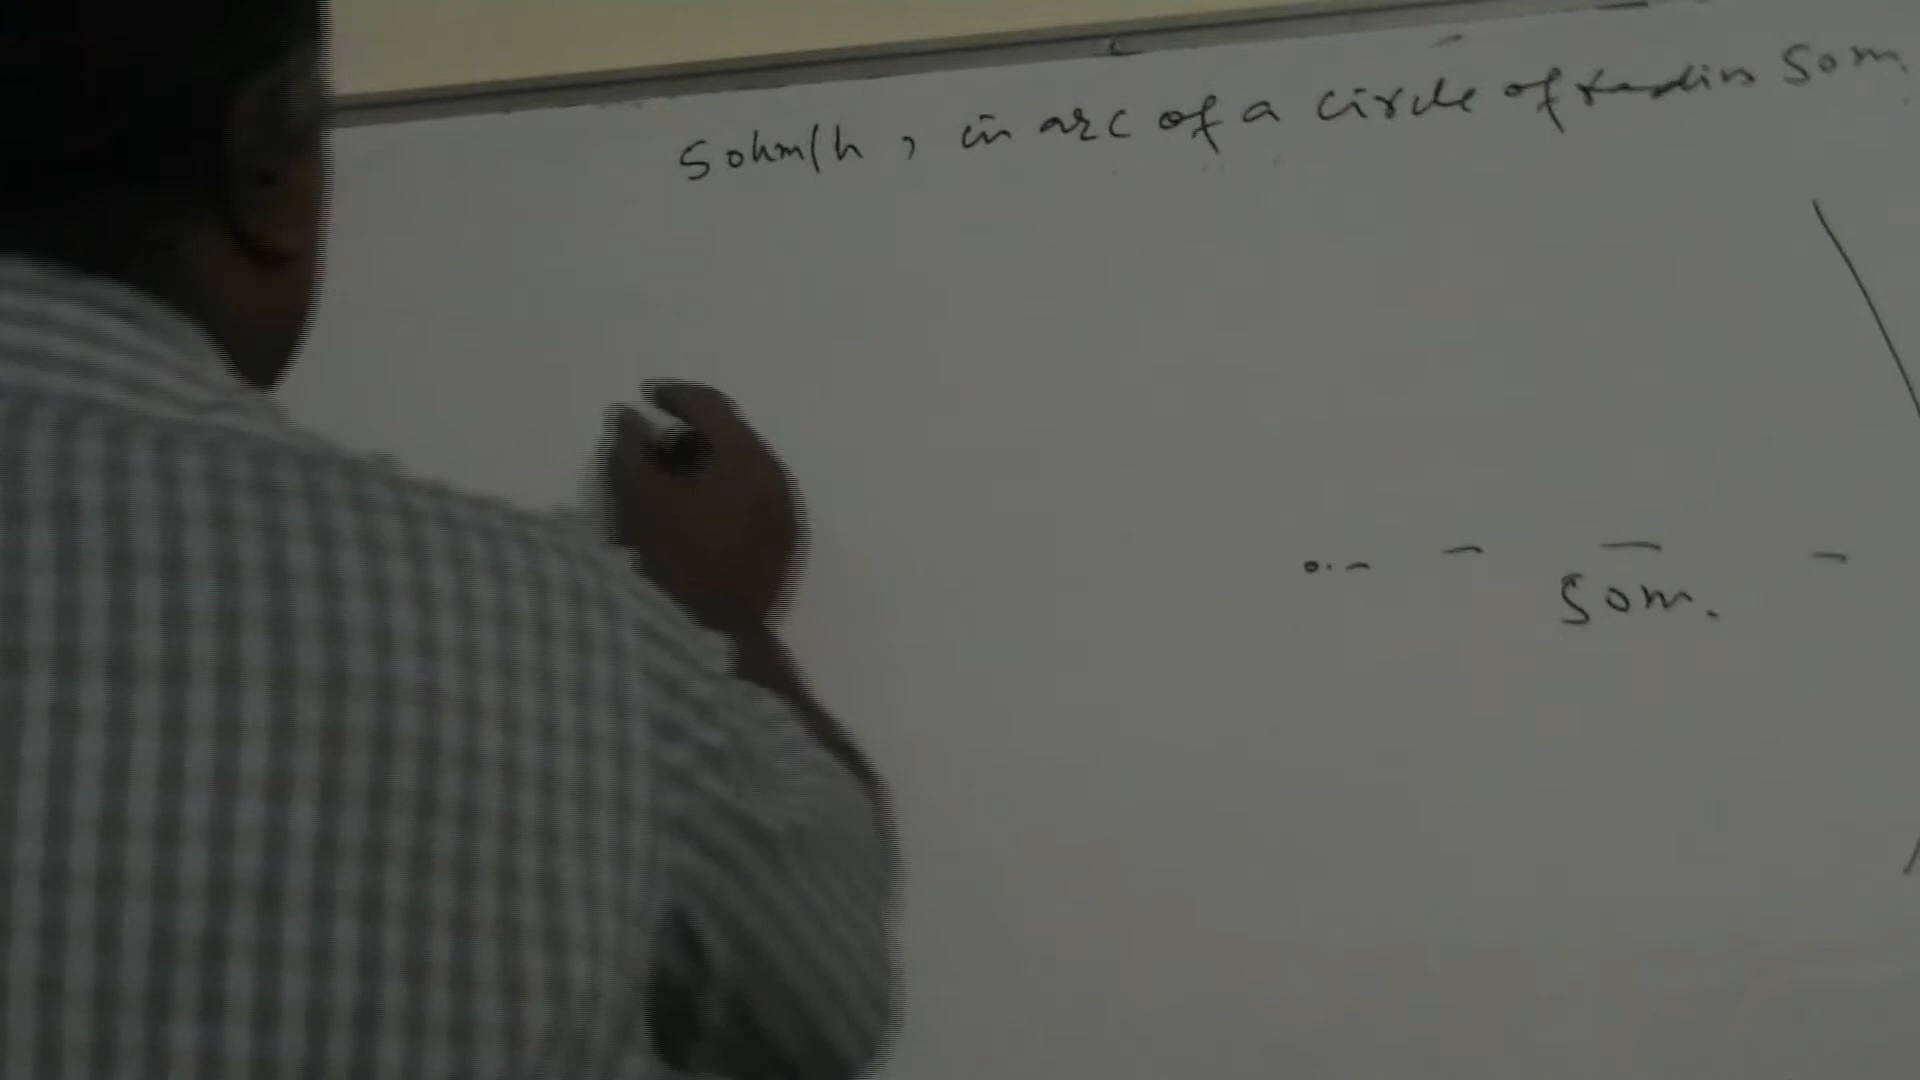 50km/h, in arc of a circle of radius 50m.
50m.